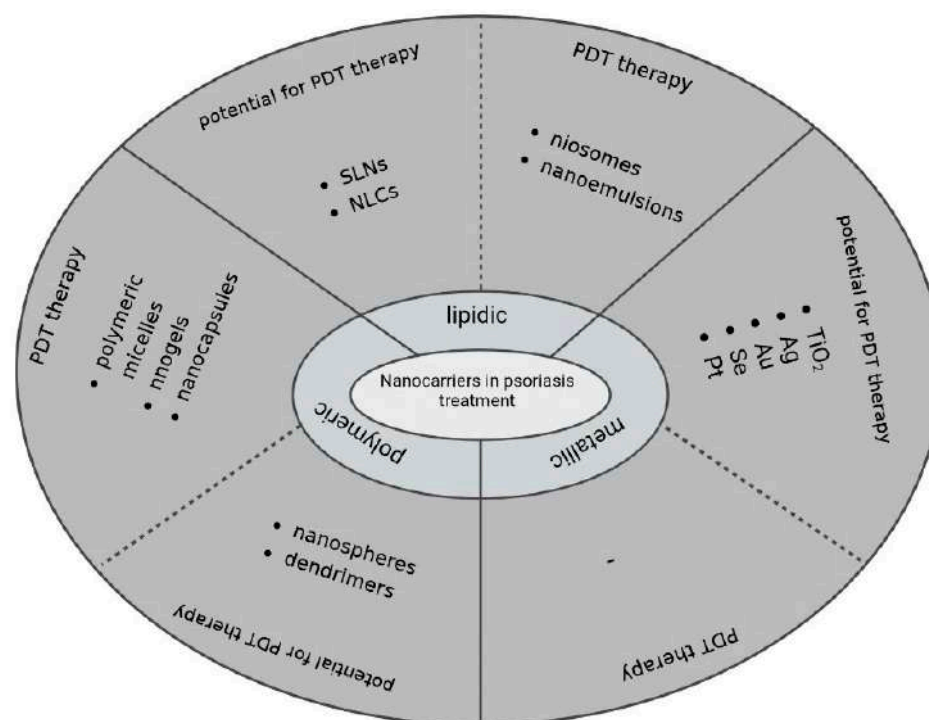 potential for PDT therapy
• SLNs
• NLCs
PDT therapy
• niosomes
• nanoemulsions
potential for PDT therapy
• TiO₂
• Ag
• Au
• Se
• Pt
PDT therapy
-
potential for PDT therapy
• nanospheres
• dendrimers
PDT therapy
• polymeric
micelles
• nnogels
• nanocapsules
lipidic
metallic
polymeric
Nanocarriers in psoriasis
treatment